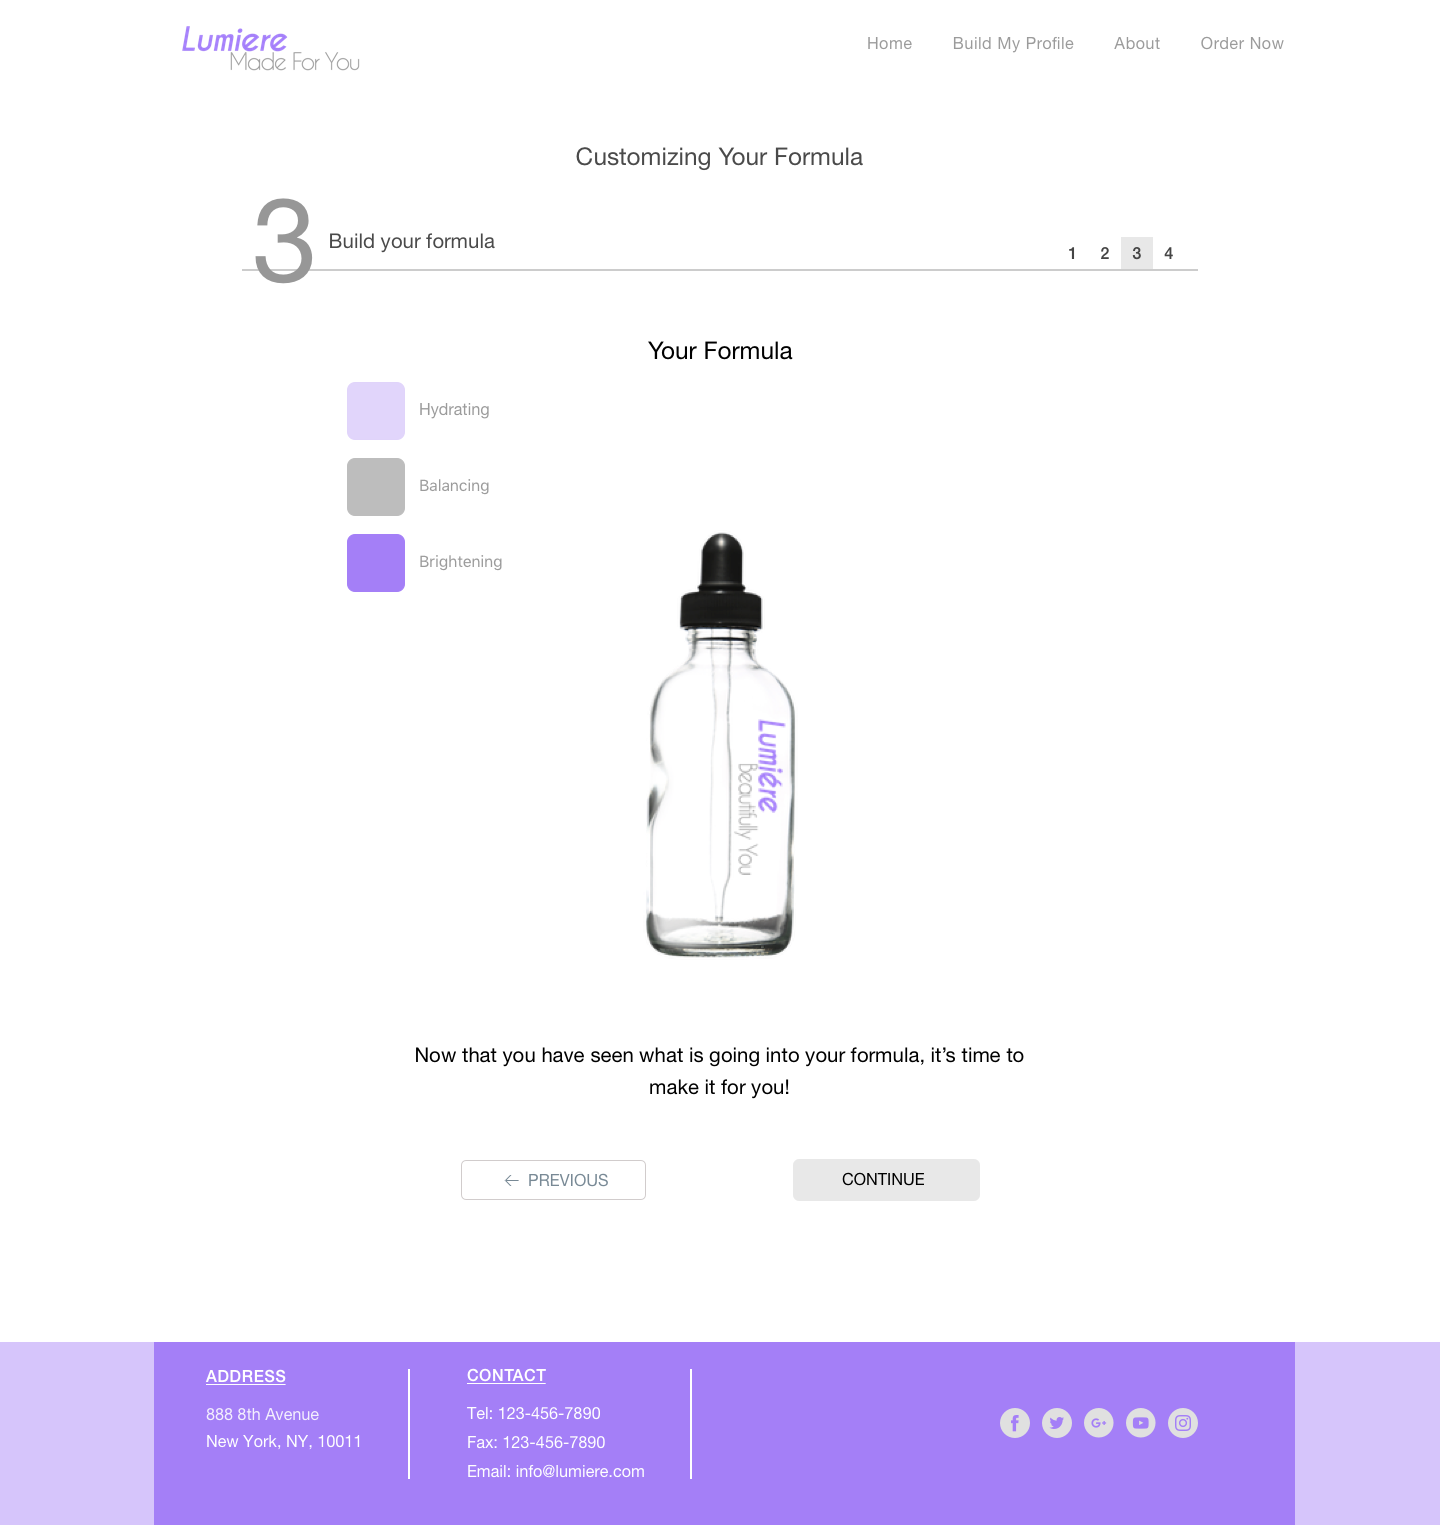 Lumiere
Made For You
Home
Build My Profile
About
Order Now
Customizing Your Formula
3
Build your formula
1
2
3
4
Your Formula
Hydrating
Balancing
Brightening
Lumiére
Beautifully You
Now that you have seen what is going into your formula, it’s time to
make it for you!
← PREVIOUS
CONTINUE
ADDRESS
888 8th Avenue
New York, NY, 10011
CONTACT
Tel: 123-456-7890
Fax: 123-456-7890
Email: info@lumiere.com